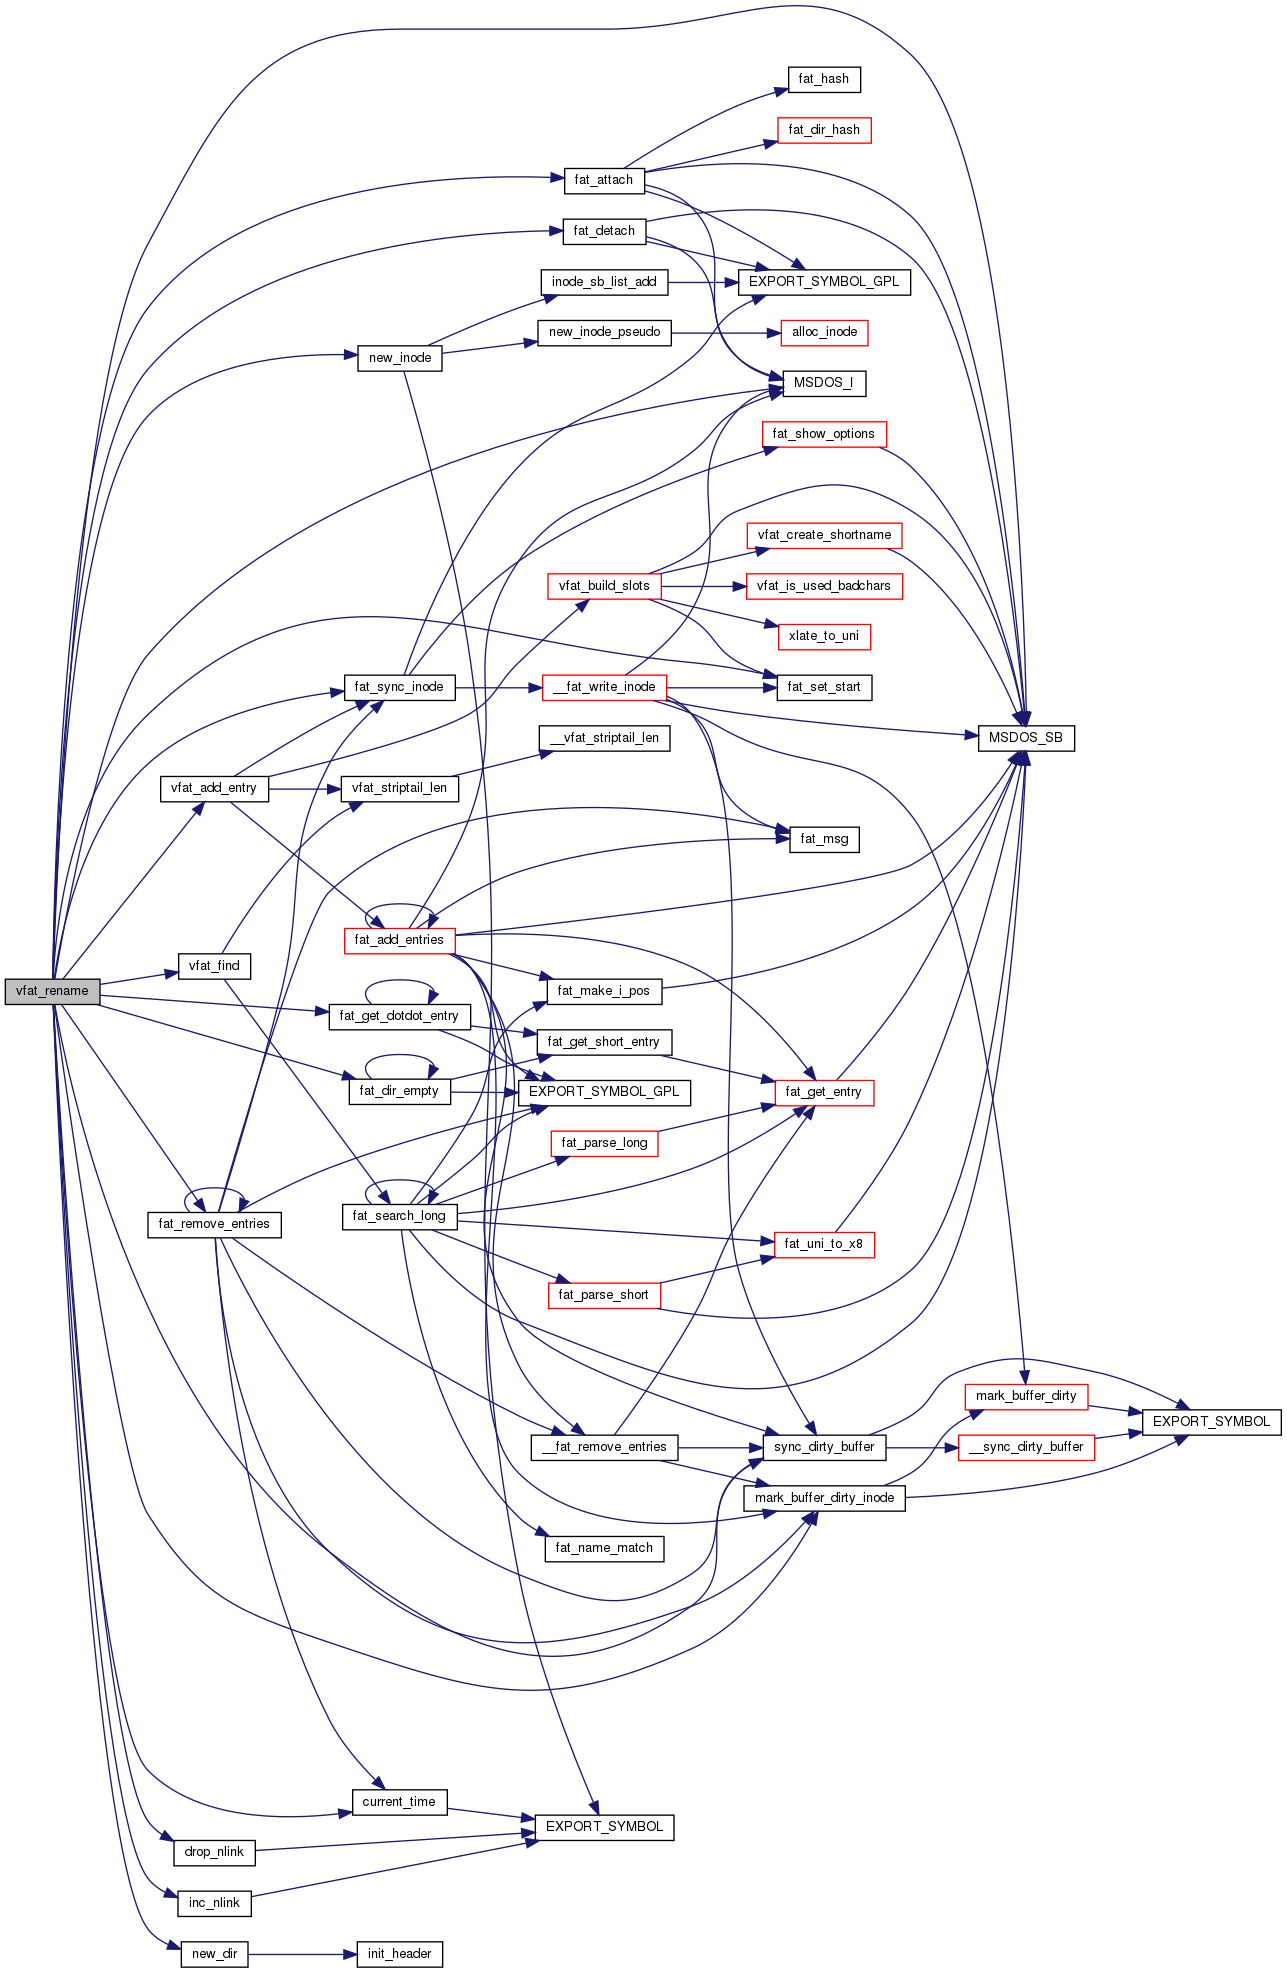 fat_hash
fat_dir_hash
fat_attach
fat_detach
inode_sb_list_add
EXPORT_SYMBOL_GPL
new_inode_pseudo
alloc_inode
new_inode
MSDOS_I
fat_show_options
vfat_create_shortname
vfat_build_slots
vfat_is_used_badchars
xlate_to_uni
fat_sync_inode
__fat_write_inode
fat_set_start
MSDOS_SB
__vfat_striptail_len
vfat_add_entry
vfat_striptail_len
fat_msg
fat_add_entries
vfat_find
vfat_rename
fat_make_i_pos
fat_get_dotdot_entry
fat_get_short_entry
fat_dir_empty
EXPORT_SYMBOL_GPL
fat_get_entry
fat_parse_long
fat_search_long
fat_remove_entries
fat_uni_to_x8
fat_parse_short
mark_buffer_dirty
EXPORT_SYMBOL
__fat_remove_entries
sync_dirty_buffer
__sync_dirty_buffer
mark_buffer_dirty_inode
fat_name_match
current_time
EXPORT_SYMBOL
drop_nlink
inc_nlink
new_dir
init_header